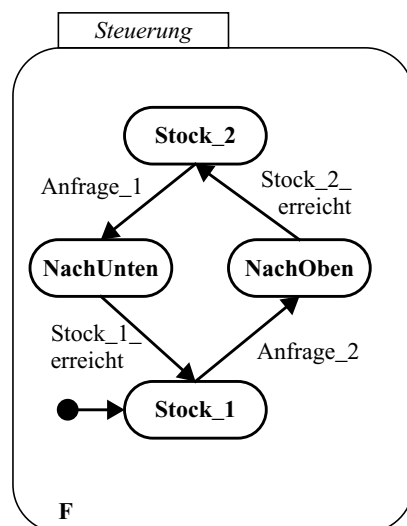 Steuerung
Stock_2
Anfrage_1
Stock_2_
erreicht
NachUnten
NachOben
Stock_1_
erreicht
Anfrage_2
Stock_1
F